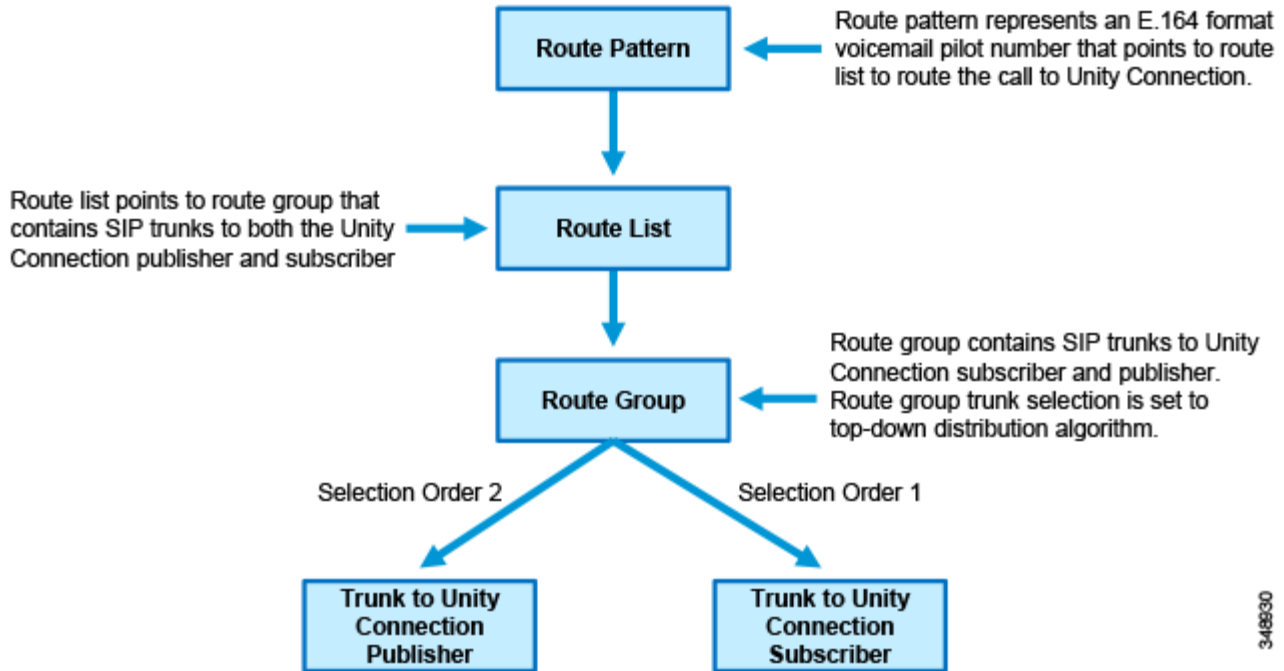 Route Pattern
Route pattern represents an E.164 format
voicemail pilot number that points to route
list to route the call to Unity Connection.
Route list points to route group that
contains SIP trunks to both the Unity
Connection publisher and subscriber
Route List
Route group contains SIP trunks to Unity
Connection subscriber and publisher.
Route group trunk selection is set to
top-down distribution algorithm.
Route Group
Selection Order 2
Selection Order 1
Trunk to Unity
Connection
Publisher
Trunk to Unity
Connection
Subscriber
348930